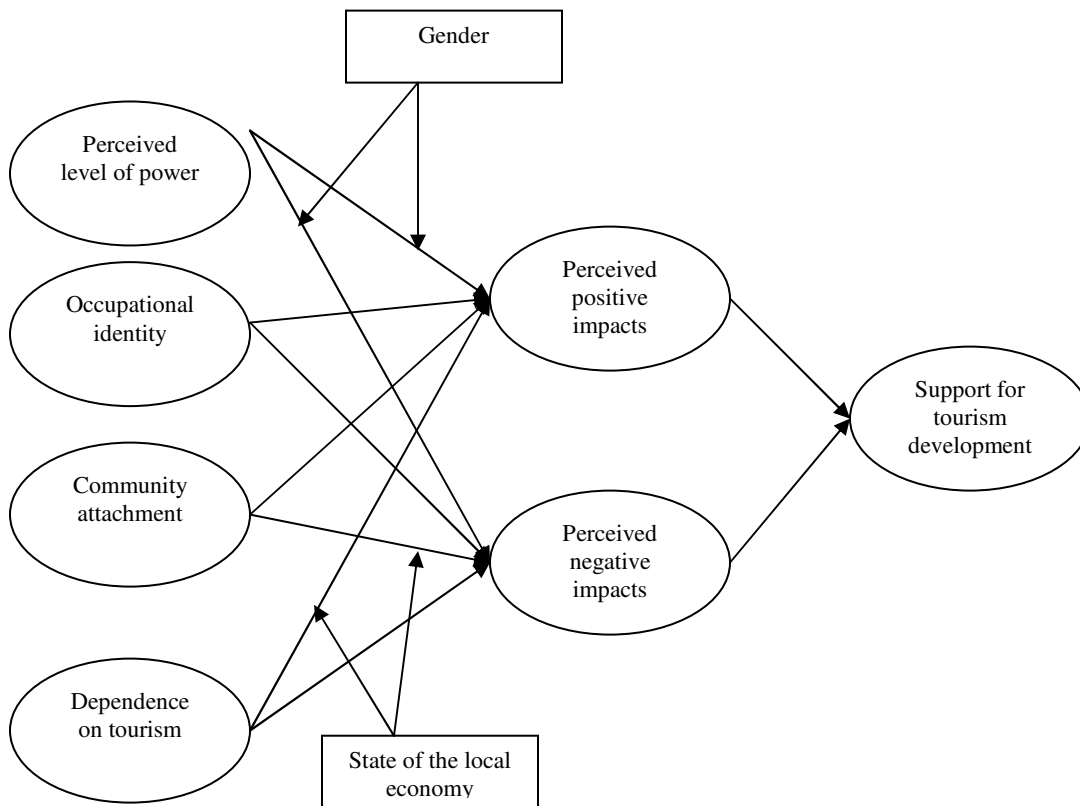 Gender
Perceived
level of power
Occupational
identity
Community
attachment
Dependence
on tourism
Perceived
positive
impacts
Perceived
negative
impacts
Support for
tourism
development
State of the local
economy